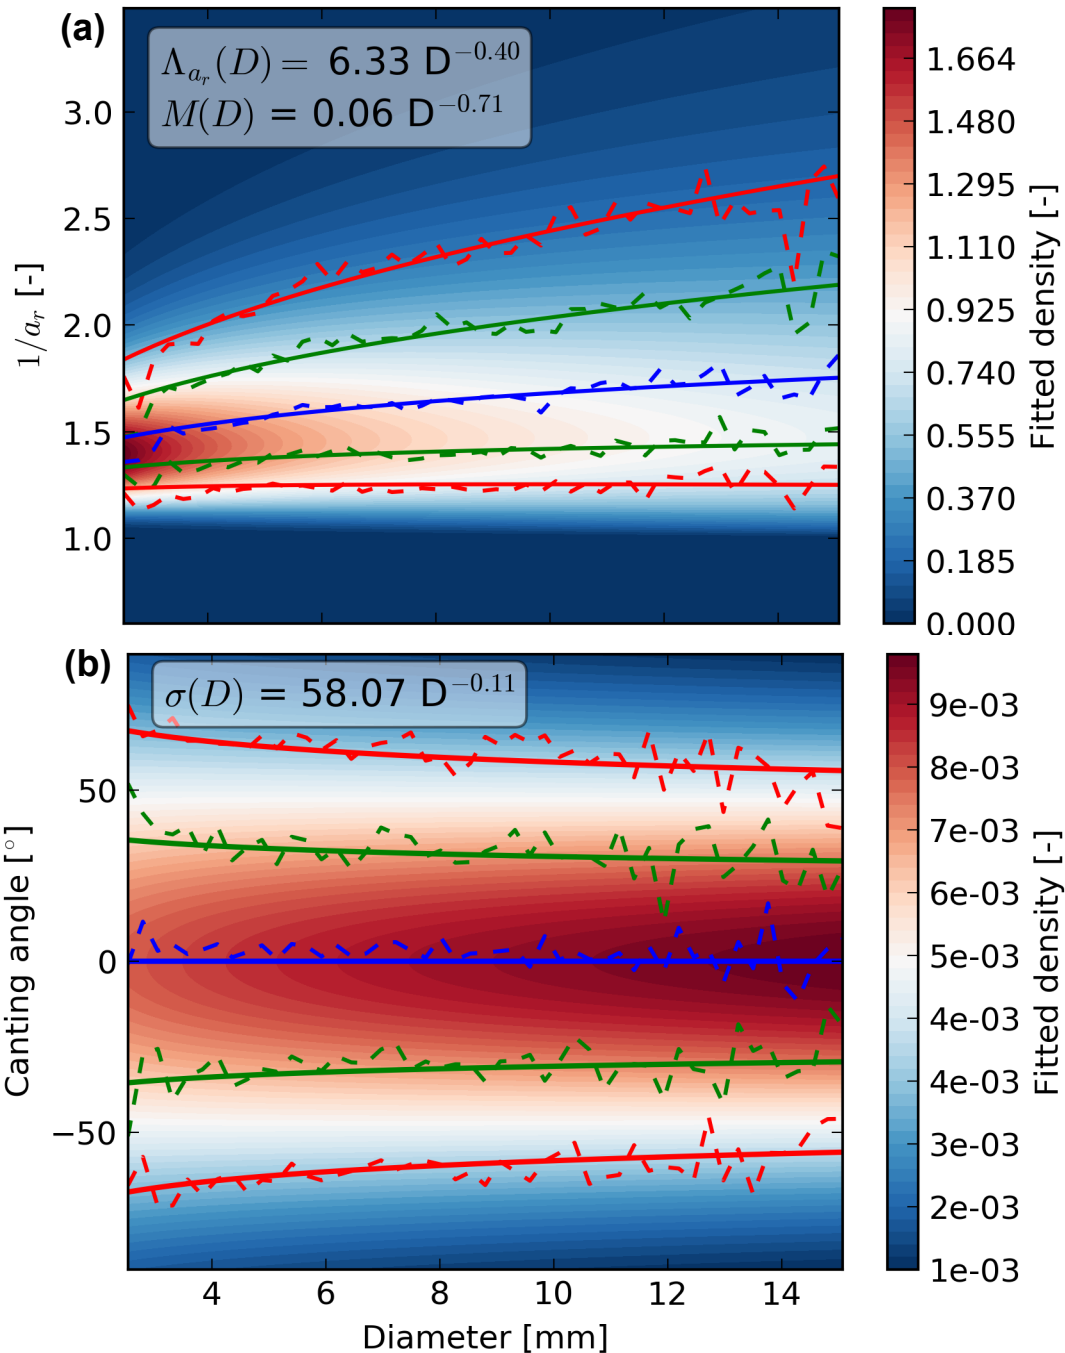 (a)
Λ_{a_r}(D) = 6.33 D^{−0.40}
M(D) = 0.06 D^{−0.71}
3.0
2.5
2.0
1.5
1.0
1/a_r [-]
1.664
1.480
1.295
1.110
0.925
0.740
0.555
0.370
0.185
0.000
Fitted density [-]
(b)
σ(D) = 58.07 D^{−0.11}
50
0
−50
Canting angle [°]
4 6 8 10 12 14
Diameter [mm]
9e-03
8e-03
7e-03
6e-03
5e-03
4e-03
4e-03
3e-03
2e-03
1e-03
Fitted density [-]